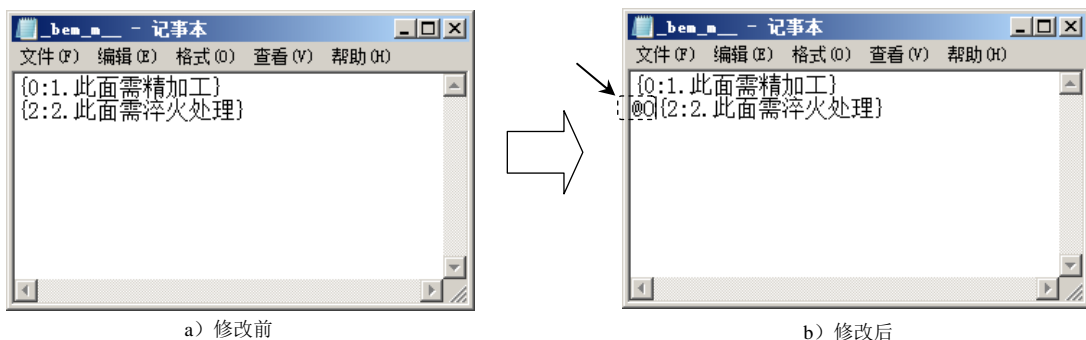 _bem_m__ - 记事本
文件(F) 编辑(E) 格式(O) 查看(V) 帮助(H)
{0:1.此面需精加工}
{2:2.此面需淬火处理}
a）修改前
_bem_m__ - 记事本
文件(F) 编辑(E) 格式(O) 查看(V) 帮助(H)
{0:1.此面需精加工}
@O{2:2.此面需淬火处理}
b）修改后